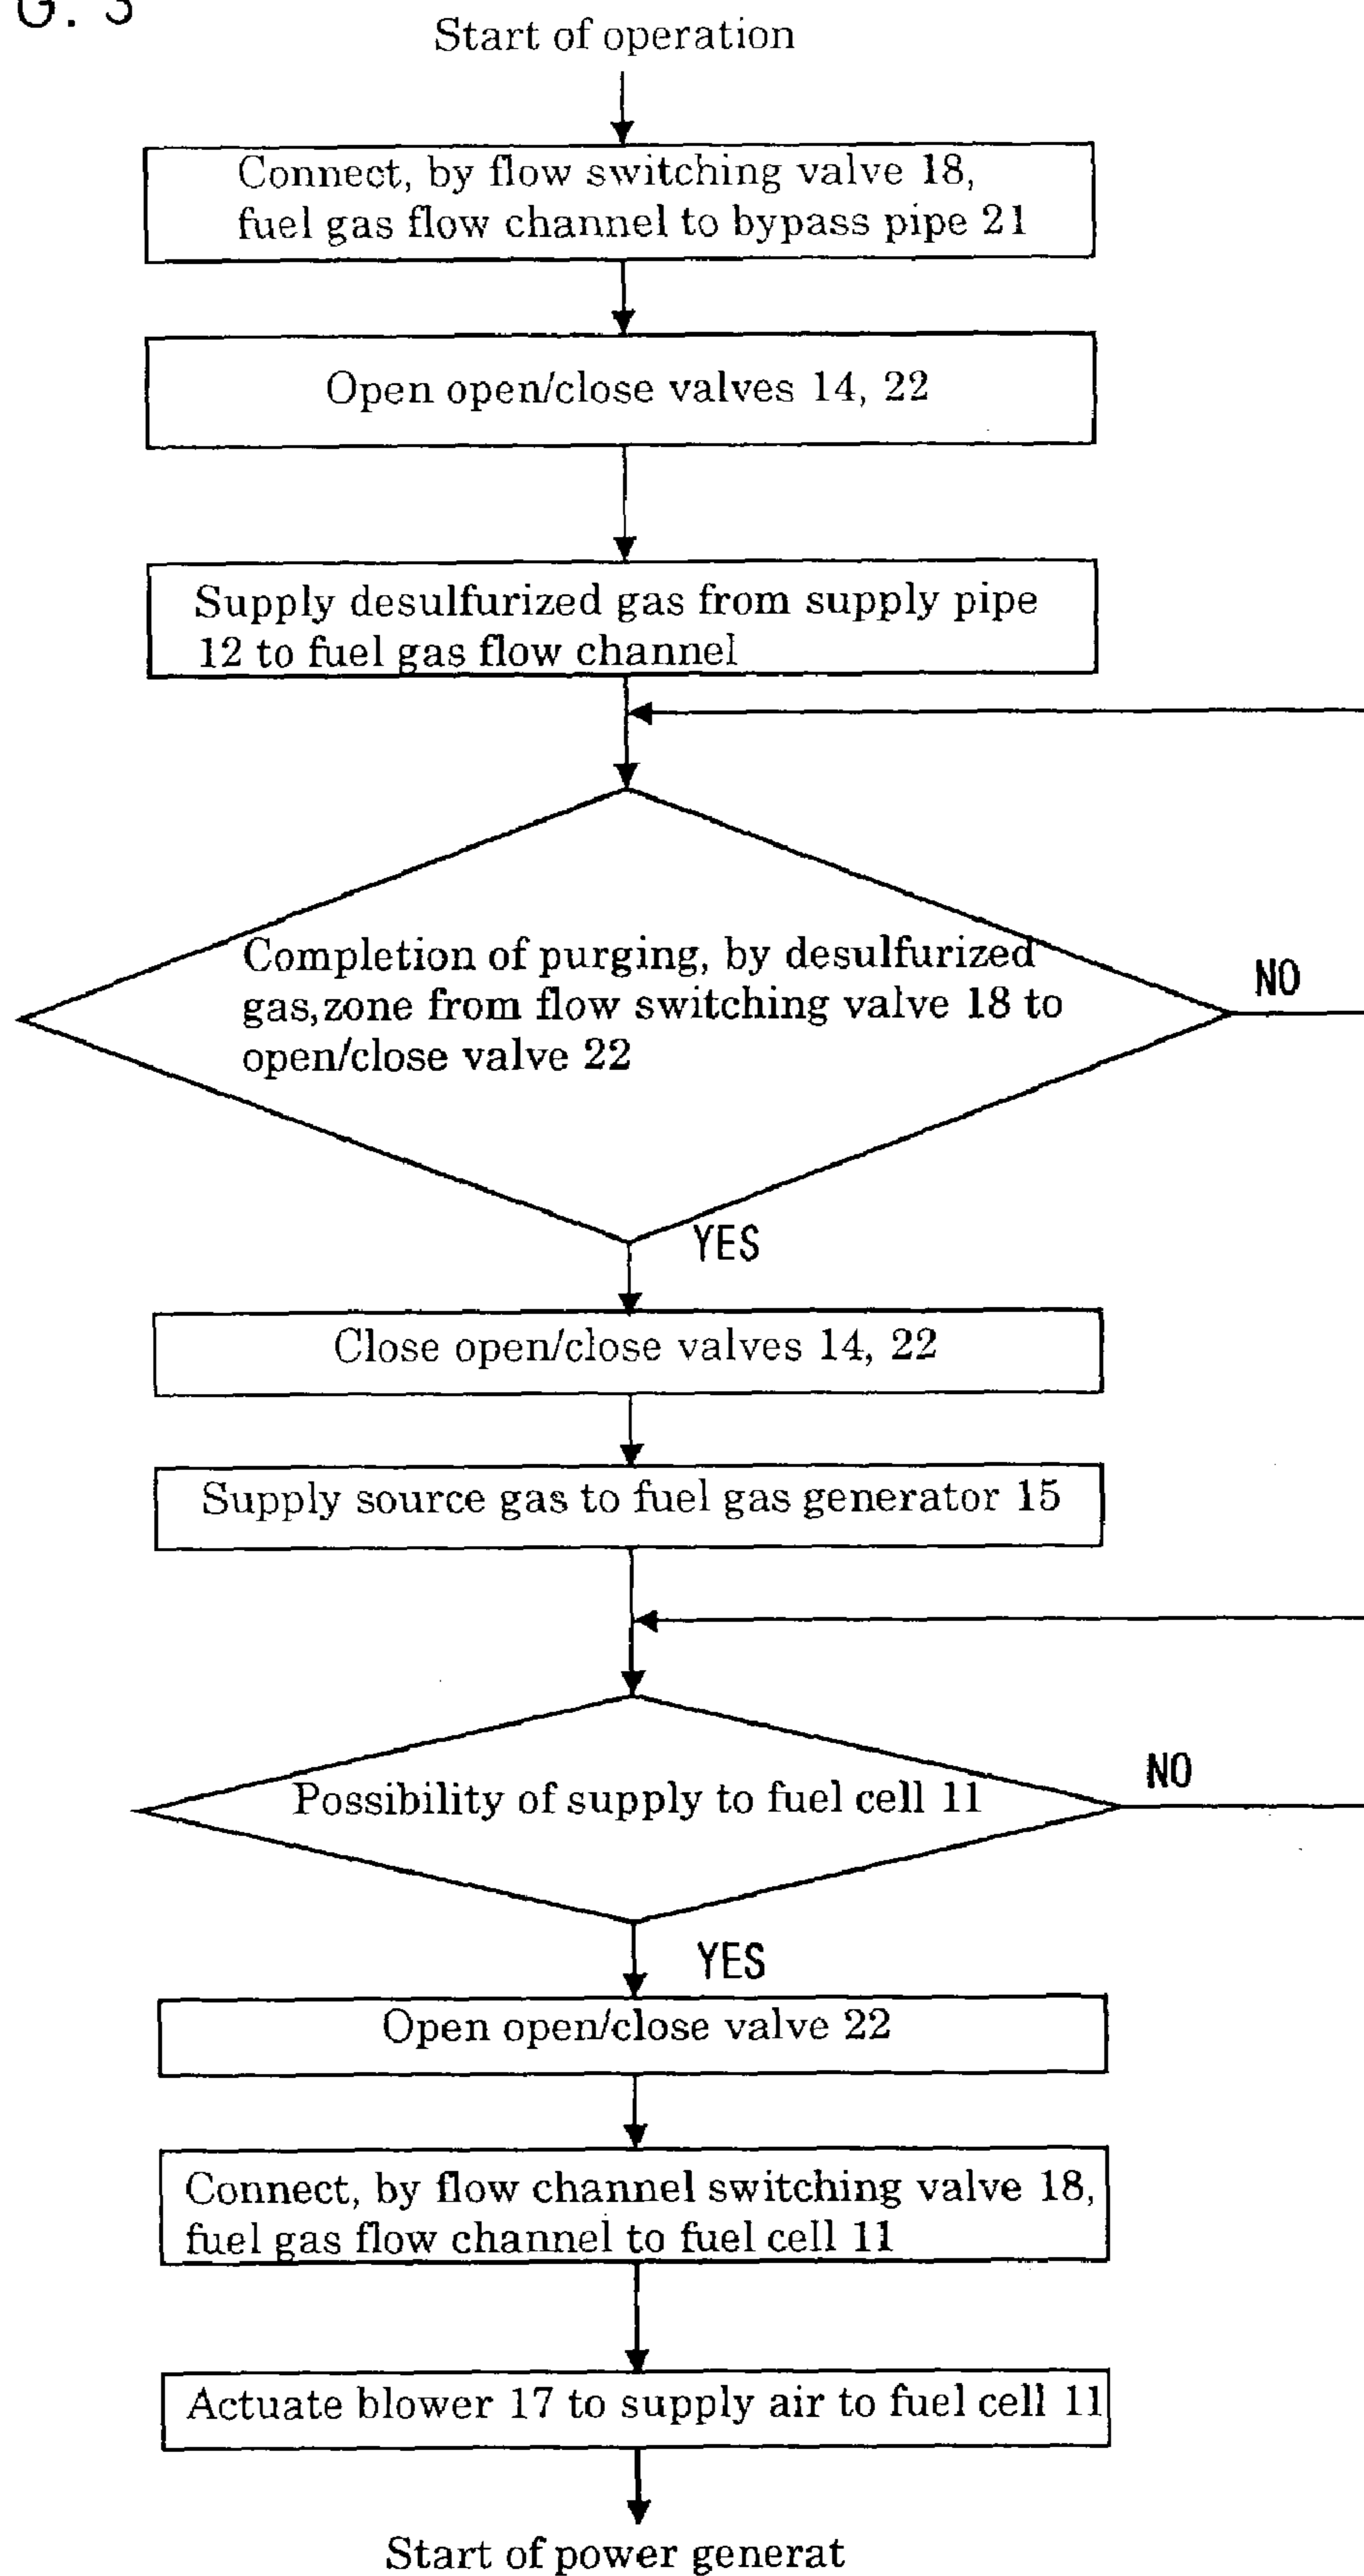 G. 3
Start of operation
Connect, by flow switching valve 18,
fuel gas flow channel to bypass pipe 21
Open open/close valves 14, 22
Supply desulfurized gas from supply pipe
12 to fuel gas flow channel
Completion of purging, by desulfurized
gas,zone from flow switching valve 18 to
open/close valve 22
NO
YES
Close open/close valves 14, 22
Supply source gas to fuel gas generator 15
Possibility of supply to fuel cell 11
NO
YES
Open open/close valve 22
Connect, by flow channel switching valve 18,
fuel gas flow channel to fuel cell 11
Actuate blower 17 to supply air to fuel cell 11
Start of power generat